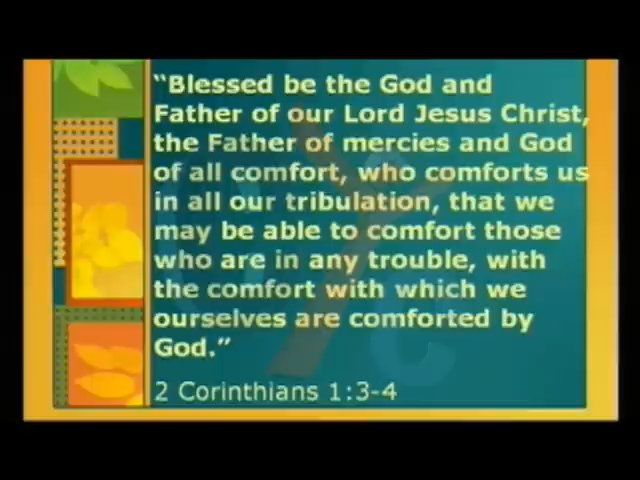 “Blessed be the God and
Father of our Lord Jesus Christ,
the Father of mercies and God
of all comfort, who comforts us
in all our tribulation, that we
may be able to comfort those
who are in any trouble, with
the comfort with which we
ourselves are comforted by
God.”
2 Corinthians 1:3-4